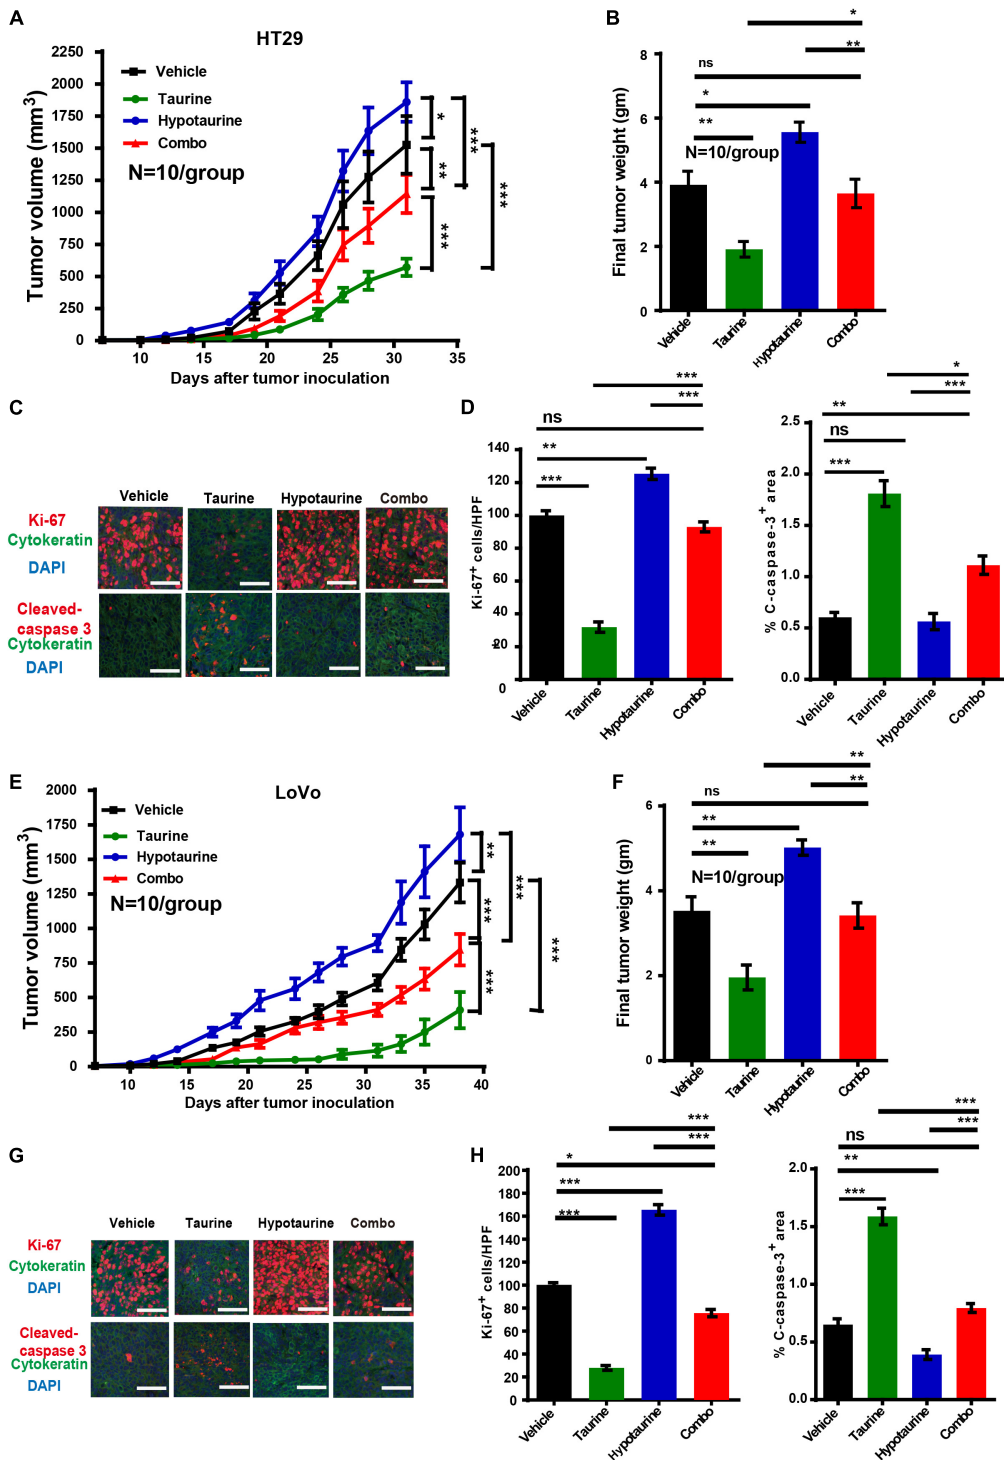 A
HT29
Tumor volume (mm³)
2250
2000
1750
1500
1250
1000
750
500
250
0
Vehicle
Taurine
Hypotaurine
Combo
N=10/group
*
**
***
***
***
10 15 20 25 30 35
Days after tumor inoculation
B
Final tumor weight (gm)
8
6
4
2
0
*
**
ns
*
**
N=10/group
Vehicle Taurine Hypotaurine Combo
C
Vehicle Taurine Hypotaurine Combo
Ki-67
Cytokeratin
DAPI
Cleaved-
caspase 3
Cytokeratin
DAPI
D
Ki-67⁺ cells/HPF
140
120
100
80
60
40
20
0
***
***
ns
**
***
Vehicle Taurine Hypotaurine Combo
% C-caspase-3⁺ area
2.5
2.0
1.5
1.0
0.5
0.0
*
***
**
ns
***
Vehicle Taurine Hypotaurine Combo
E
LoVo
Tumor volume (mm³)
2000
1750
1500
1250
1000
750
500
250
0
Vehicle
Taurine
Hypotaurine
Combo
N=10/group
**
***
***
***
***
10 15 20 25 30 35 40
Days after tumor inoculation
F
Final tumor weight (gm)
6
4
2
0
**
**
ns
**
**
N=10/group
Vehicle Taurine Hypotaurine Combo
G
Vehicle Taurine Hypotaurine Combo
Ki-67
Cytokeratin
DAPI
Cleaved-
caspase 3
Cytokeratin
DAPI
H
Ki-67⁺ cells/HPF
200
180
160
140
120
100
80
60
40
20
0
***
***
*
***
***
Vehicle Taurine Hypotaurine Combo
% C-caspase-3⁺ area
2.0
1.5
1.0
0.5
0.0
***
***
ns
**
***
Vehicle Taurine Hypotaurine Combo